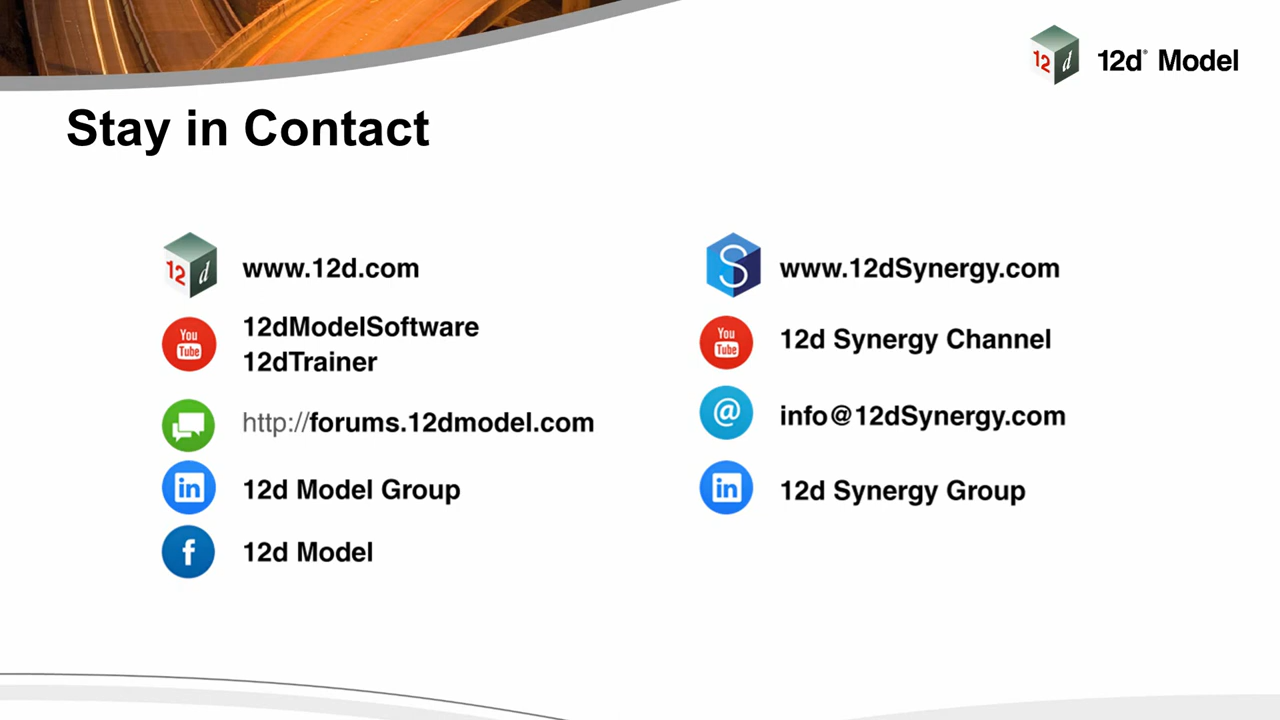 12d® Model
Stay in Contact
12d
www.12d.com
You Tube
12dModelSoftware
12dTrainer
http://forums.12dmodel.com
in
12d Model Group
f
12d Model
S
www.12dSynergy.com
You Tube
12d Synergy Channel
@
info@12dSynergy.com
in
12d Synergy Group